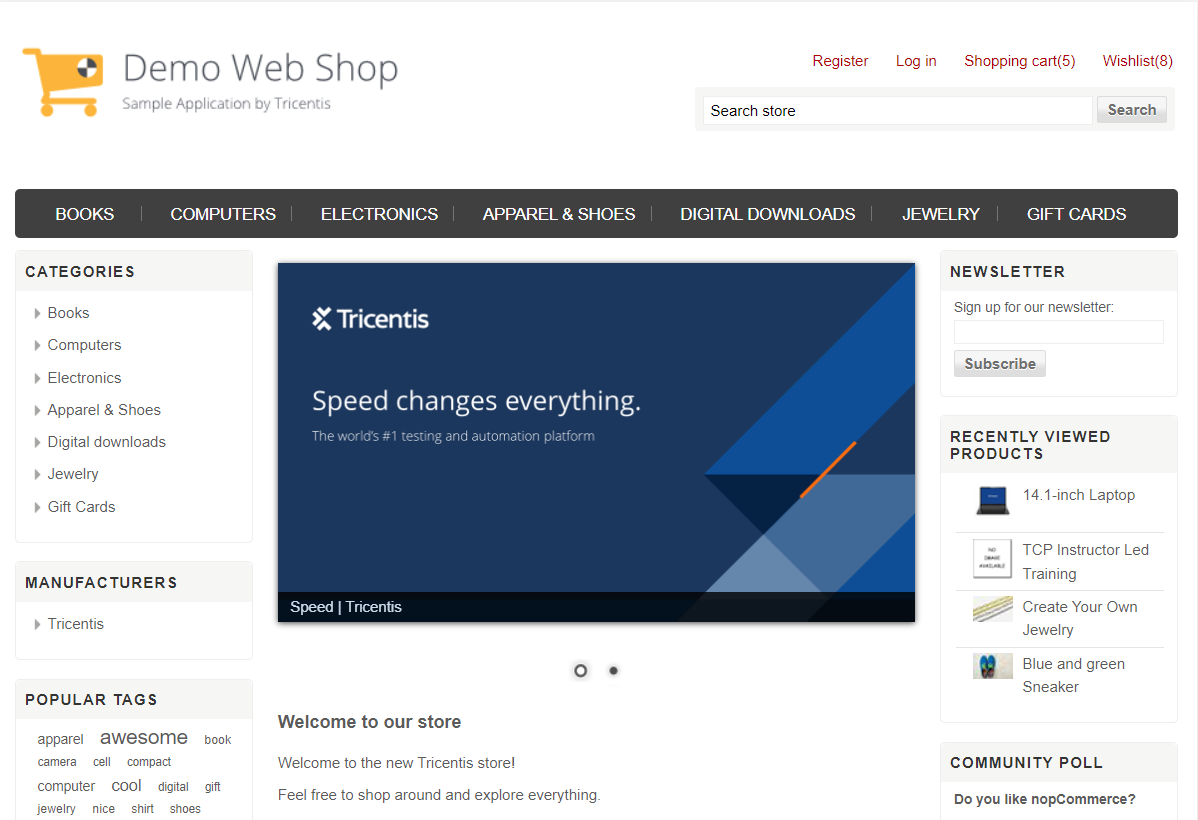 Demo Web Shop
Sample Application by Tricentis
Register Log in Shopping cart(5) Wishlist(8)
Search store Search
BOOKS COMPUTERS ELECTRONICS APPAREL & SHOES DIGITAL DOWNLOADS JEWELRY GIFT CARDS
CATEGORIES
Books
Computers
Electronics
Apparel & Shoes
Digital downloads
Jewelry
Gift Cards
MANUFACTURERS
Tricentis
POPULAR TAGS
apparel awesome book
camera cell compact
computer cool digital gift
jewelry nice shirt shoes
Tricentis
Speed changes everything.
The world's #1 testing and automation platform
Speed | Tricentis
Welcome to our store
Welcome to the new Tricentis store!
Feel free to shop around and explore everything.
NEWSLETTER
Sign up for our newsletter:
Subscribe
RECENTLY VIEWED
PRODUCTS
14.1-inch Laptop
NO
IMAGE
AVAILABLE
TCP Instructor Led
Training
Create Your Own
Jewelry
Blue and green
Sneaker
COMMUNITY POLL
Do you like nopCommerce?